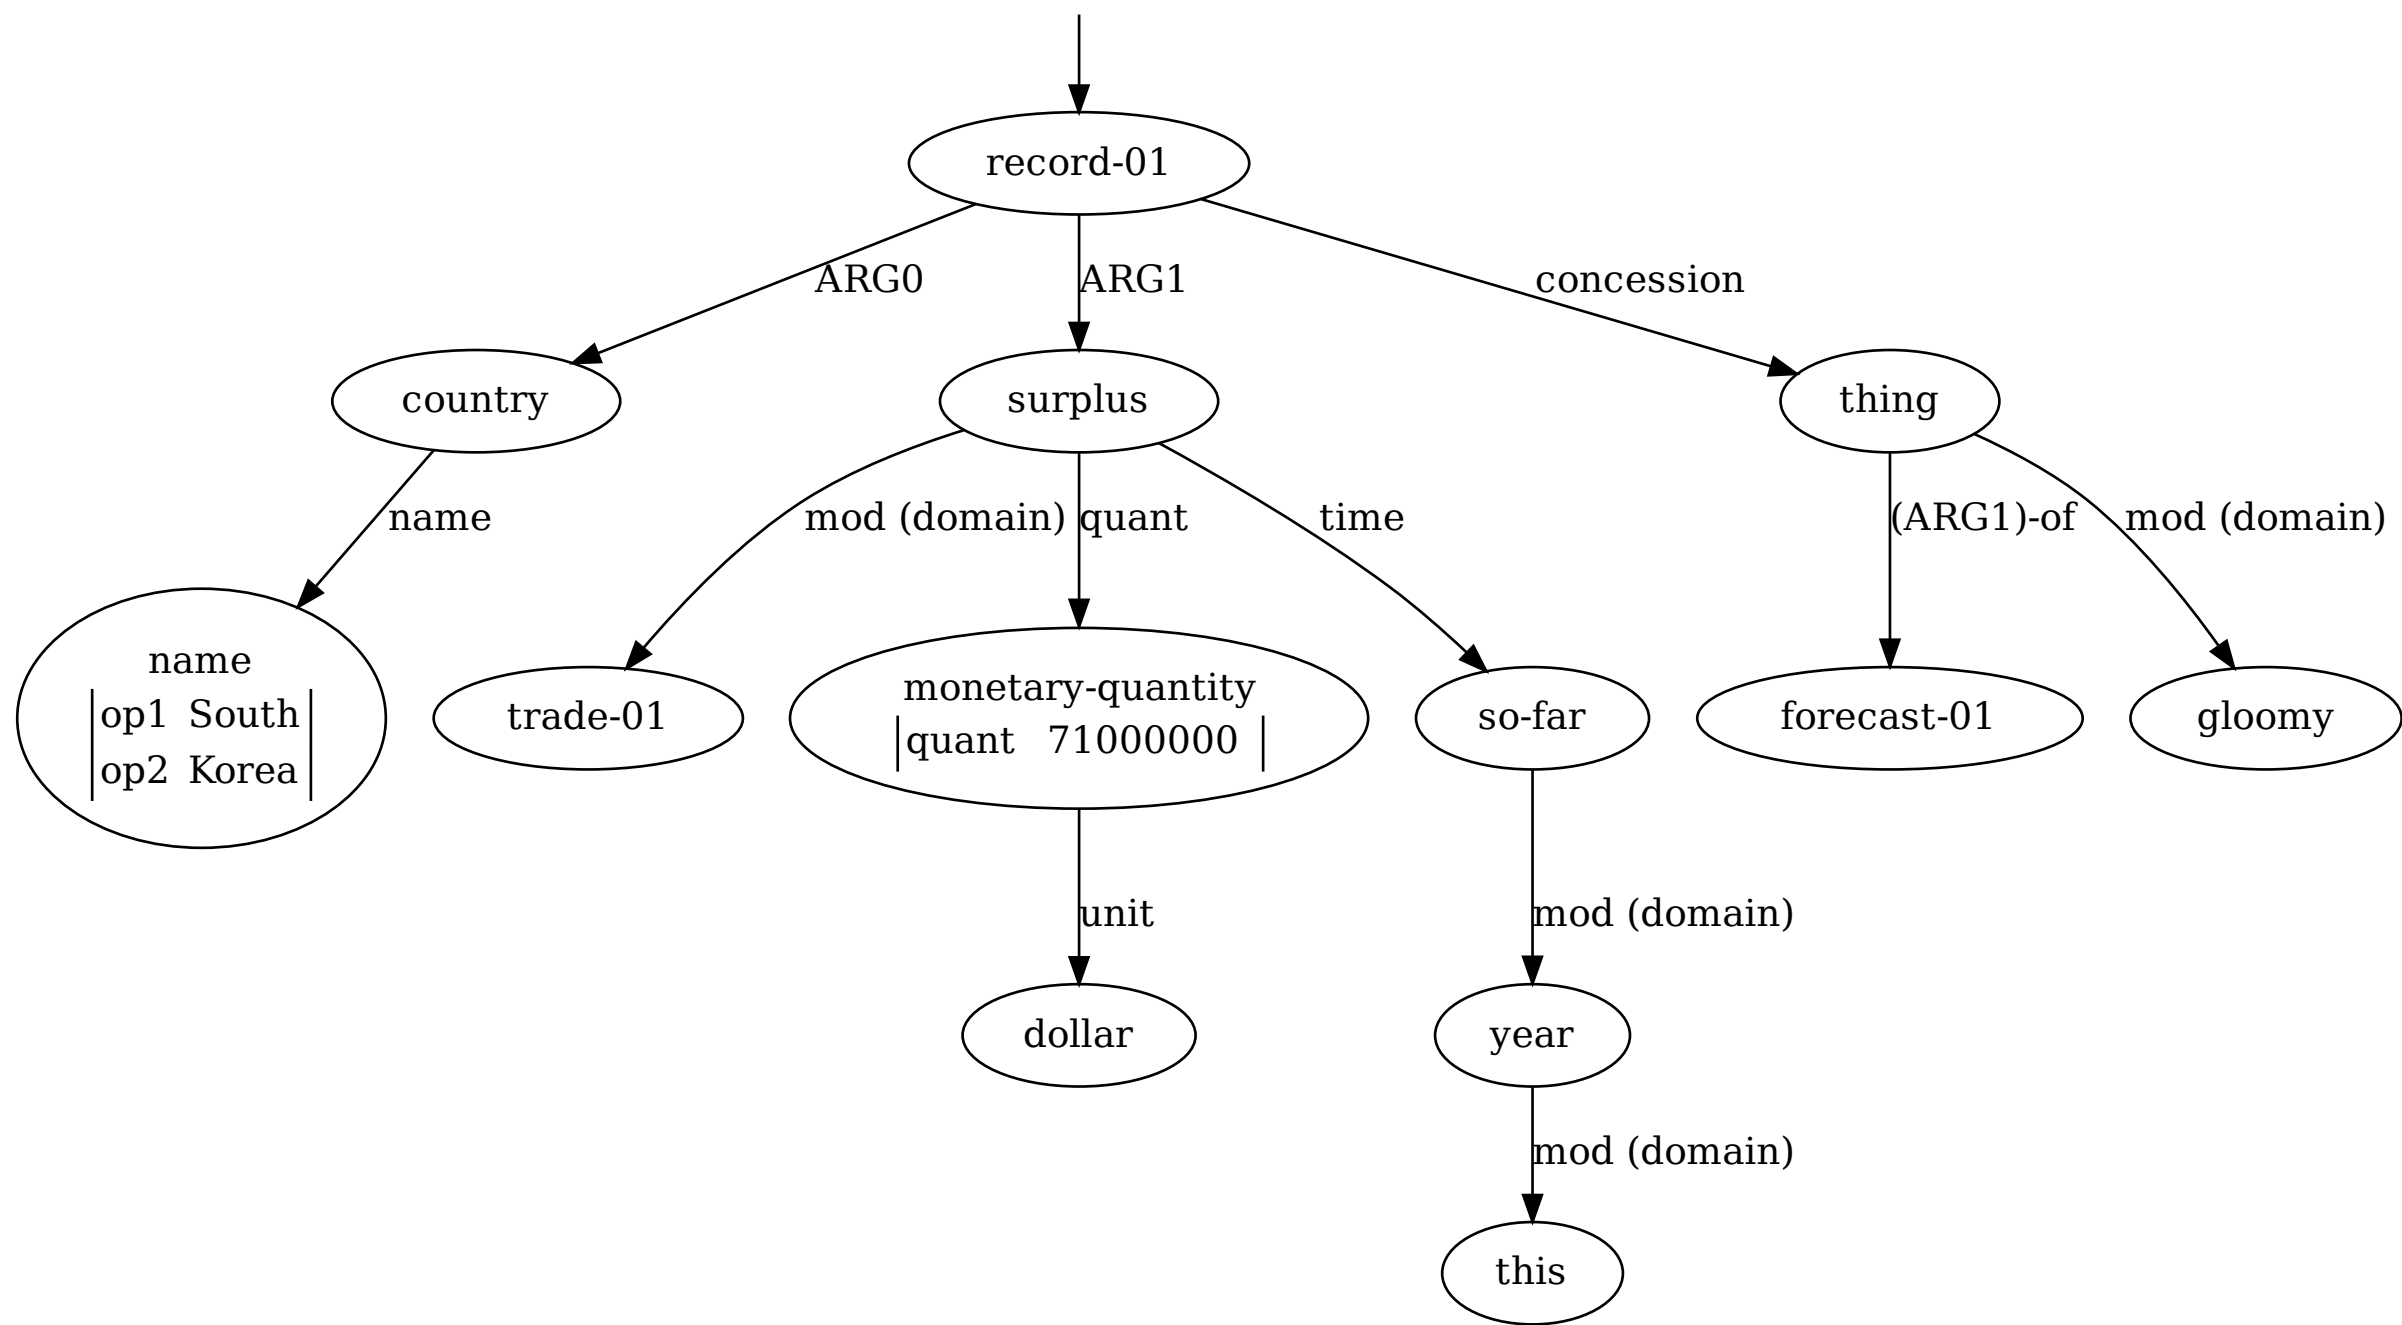 record-01
ARG0
ARG1
concession
country
surplus
thing
name
mod (domain)
quant
time
(ARG1)-of
mod (domain)
name
op1 South
op2 Korea
trade-01
monetary-quantity
quant 71000000
so-far
forecast-01
gloomy
unit
mod (domain)
dollar
year
mod (domain)
this